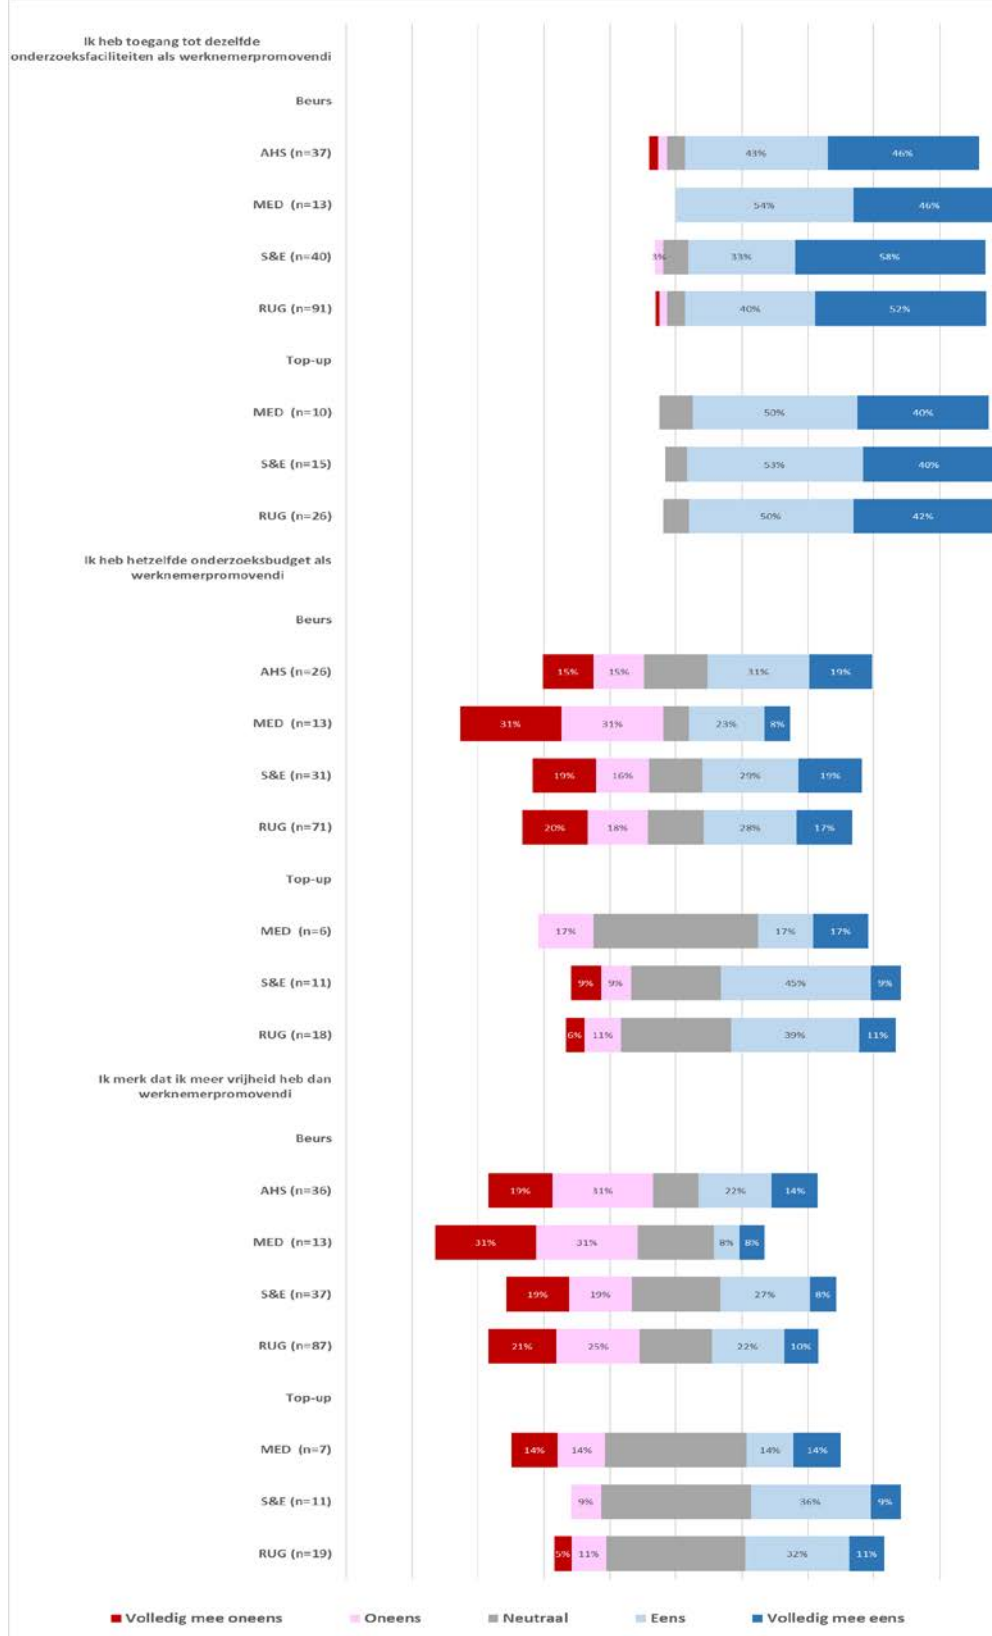 Ik heb toegang tot dezelfde
onderzoeksfaciliteiten als werknemerpromovendi
Beurs
AHS (n=37) 43% 46%
MED (n=13) 54% 46%
S&E (n=40) 3% 33% 58%
RUG (n=91) 40% 52%
Top-up
MED (n=10) 50% 40%
S&E (n=15) 53% 40%
RUG (n=26) 50% 42%
Ik heb hetzelfde onderzoeksbudget als
werknemerpromovendi
Beurs
AHS (n=26) 15% 15% 31% 19%
MED (n=13) 31% 31% 23% 8%
S&E (n=31) 19% 16% 29% 19%
RUG (n=71) 20% 18% 28% 17%
Top-up
MED (n=6) 17% 17% 17%
S&E (n=11) 9% 9% 45% 9%
RUG (n=18) 6% 11% 39% 11%
Ik merk dat ik meer vrijheid heb dan
werknemerpromovendi
Beurs
AHS (n=36) 19% 31% 22% 14%
MED (n=13) 31% 31% 8% 8%
S&E (n=37) 19% 19% 27% 8%
RUG (n=87) 21% 25% 22% 10%
Top-up
MED (n=7) 14% 14% 14% 14%
S&E (n=11) 9% 36% 9%
RUG (n=19) 5% 11% 32% 11%
Volledig mee oneens Oneens Neutraal Eens Volledig mee eens